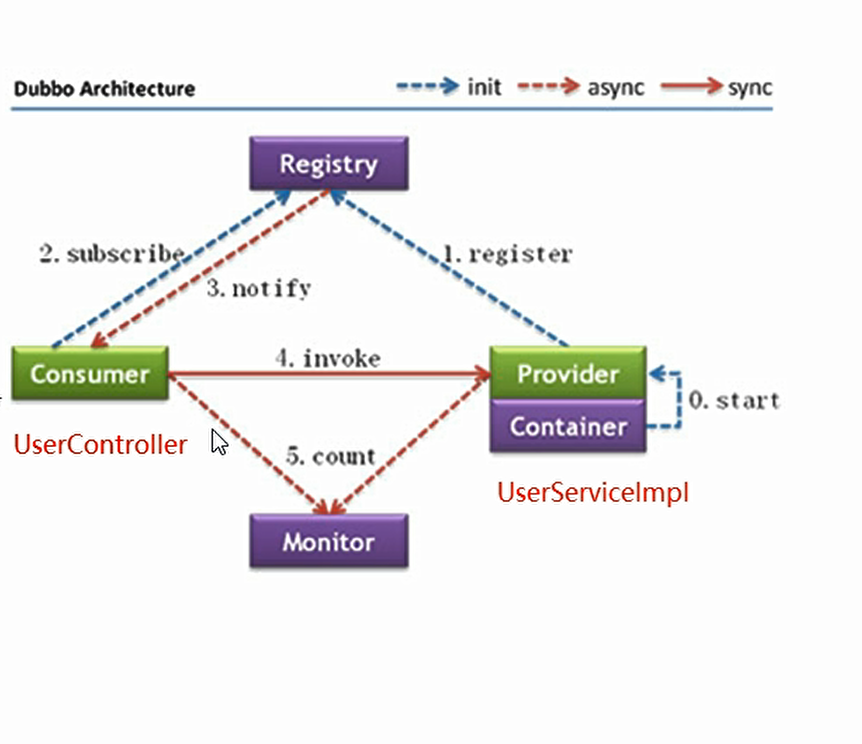 Dubbo Architecture
init
async
sync
Registry
2. subscribe
1. register
3. notify
4. invoke
Consumer
Provider
0. start
Container
UserController
5. count
UserServiceImpl
Monitor